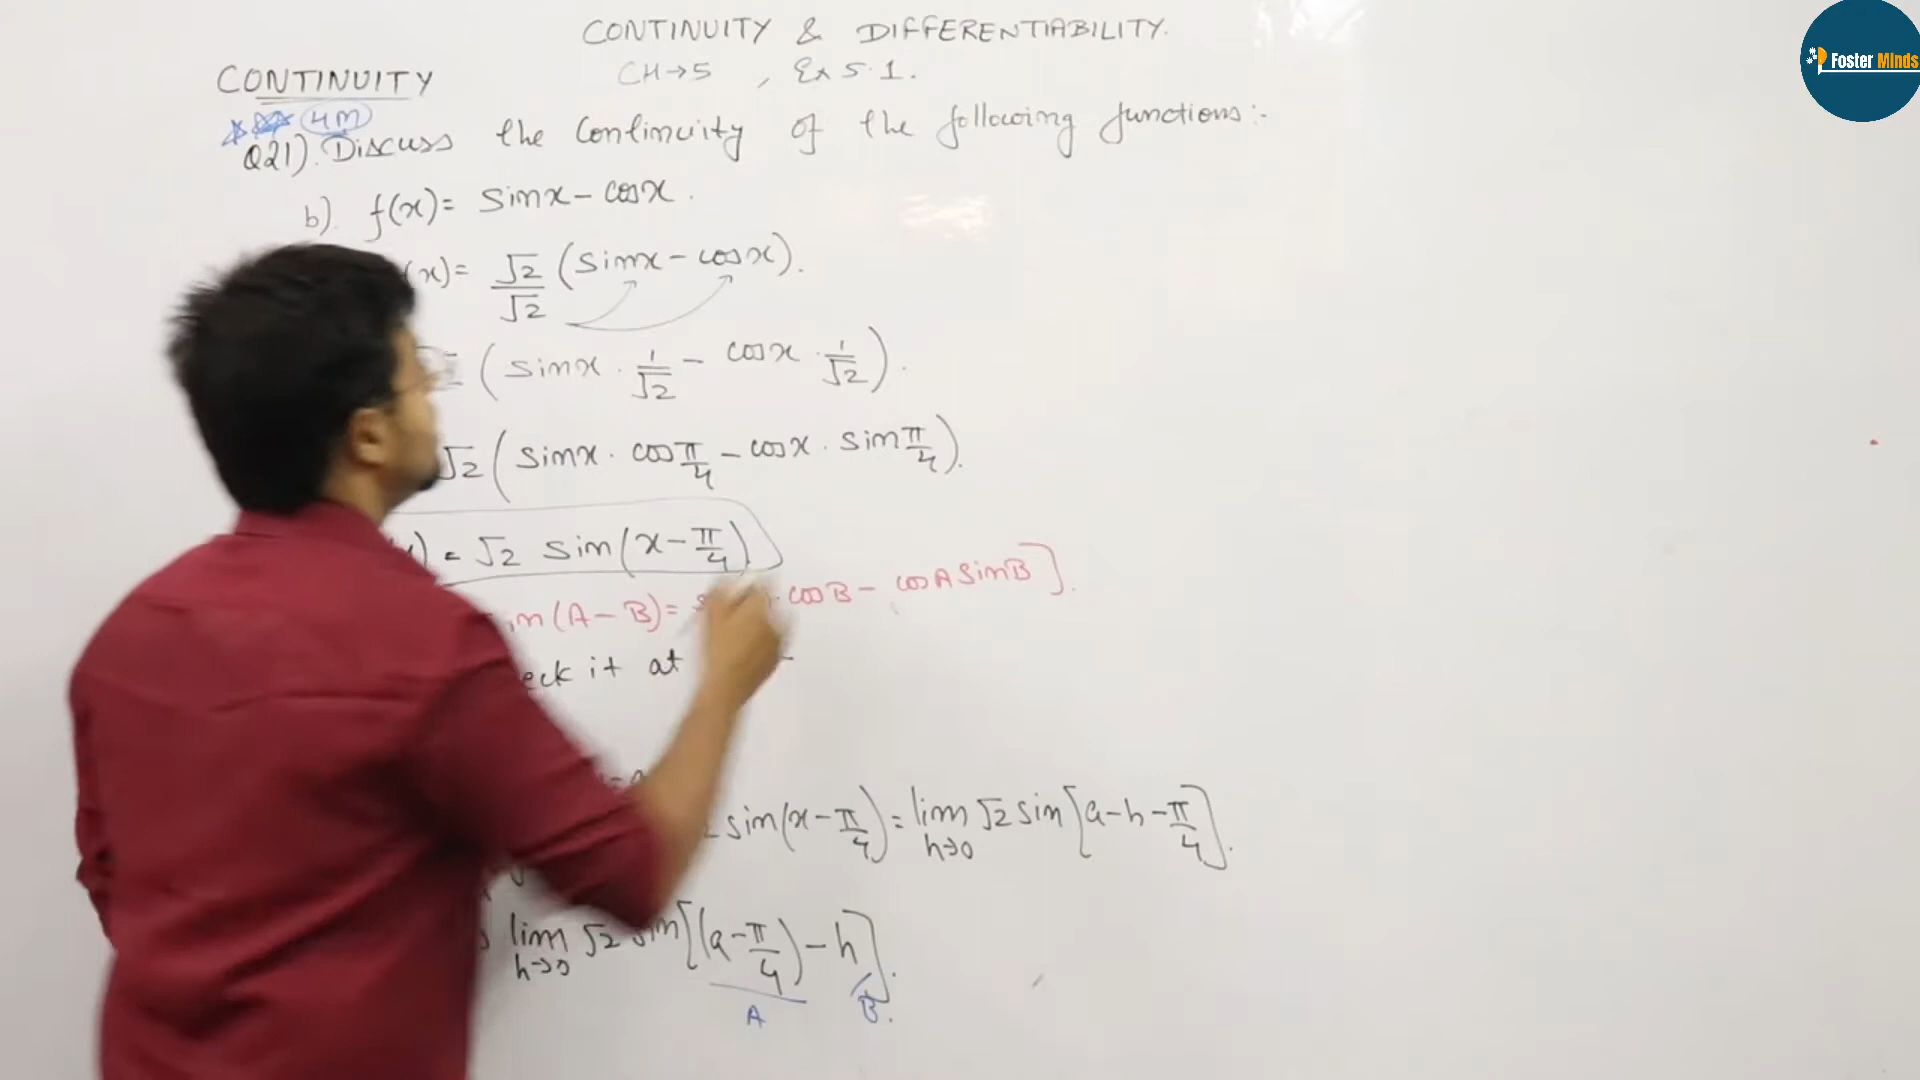 CONTINUITY & DIFFERENTIABILITY.
CH→5 , Ex 5.1.
Foster Minds
CONTINUITY
4M
Q21). Discuss the Continuity of the following functions:-
b). f(x)= sinx - cosx.
(x)= √2/√2 (sinx - cosx).
(sinx · 1/√2 - cosx · 1/√2).
√2 (sinx · cos π/4 - cosx · sin π/4).
) = √2 sin(x - π/4)
in(A-B)= cosB - cosA sinB].
eck it at
sin(x - π/4) = lim h→0 √2 sin[a-h-π/4].
lim h→0 √2 sin[(a-π/4)-h].
A B.